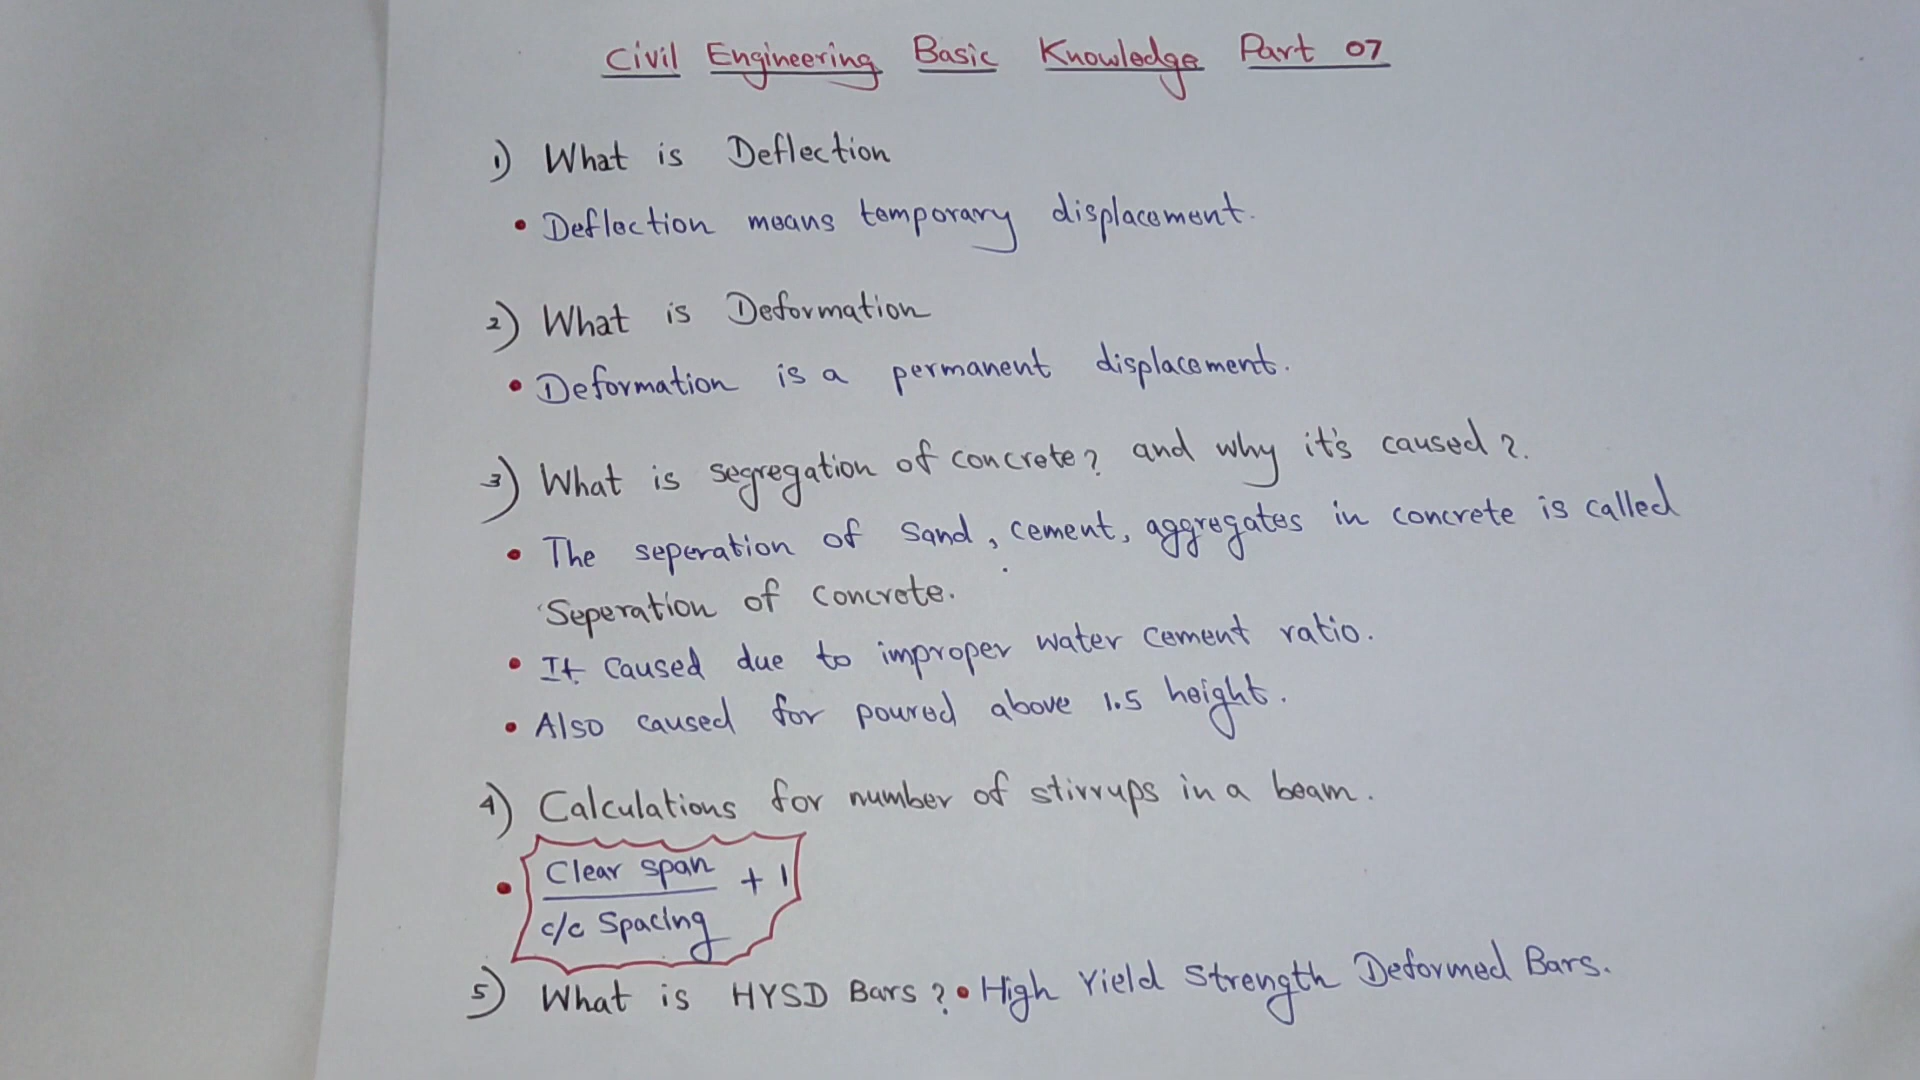 Civil Engineering Basic Knowledge Part 07
1) What is Deflection
• Deflection means temporary displacement.
2) What is Deformation
• Deformation is a permanent displacement.
3) What is segregation of concrete? and why it's caused?
• The seperation of sand, cement, aggregates in concrete is called
Seperation of concrete.
• It caused due to improper water cement ratio.
• Also caused for poured above 1.5 height.
4) Calculations for number of stirrups in a beam.
• Clear span + 1
c/c Spacing
5) What is HYSD Bars? • High Yield Strength Deformed Bars.